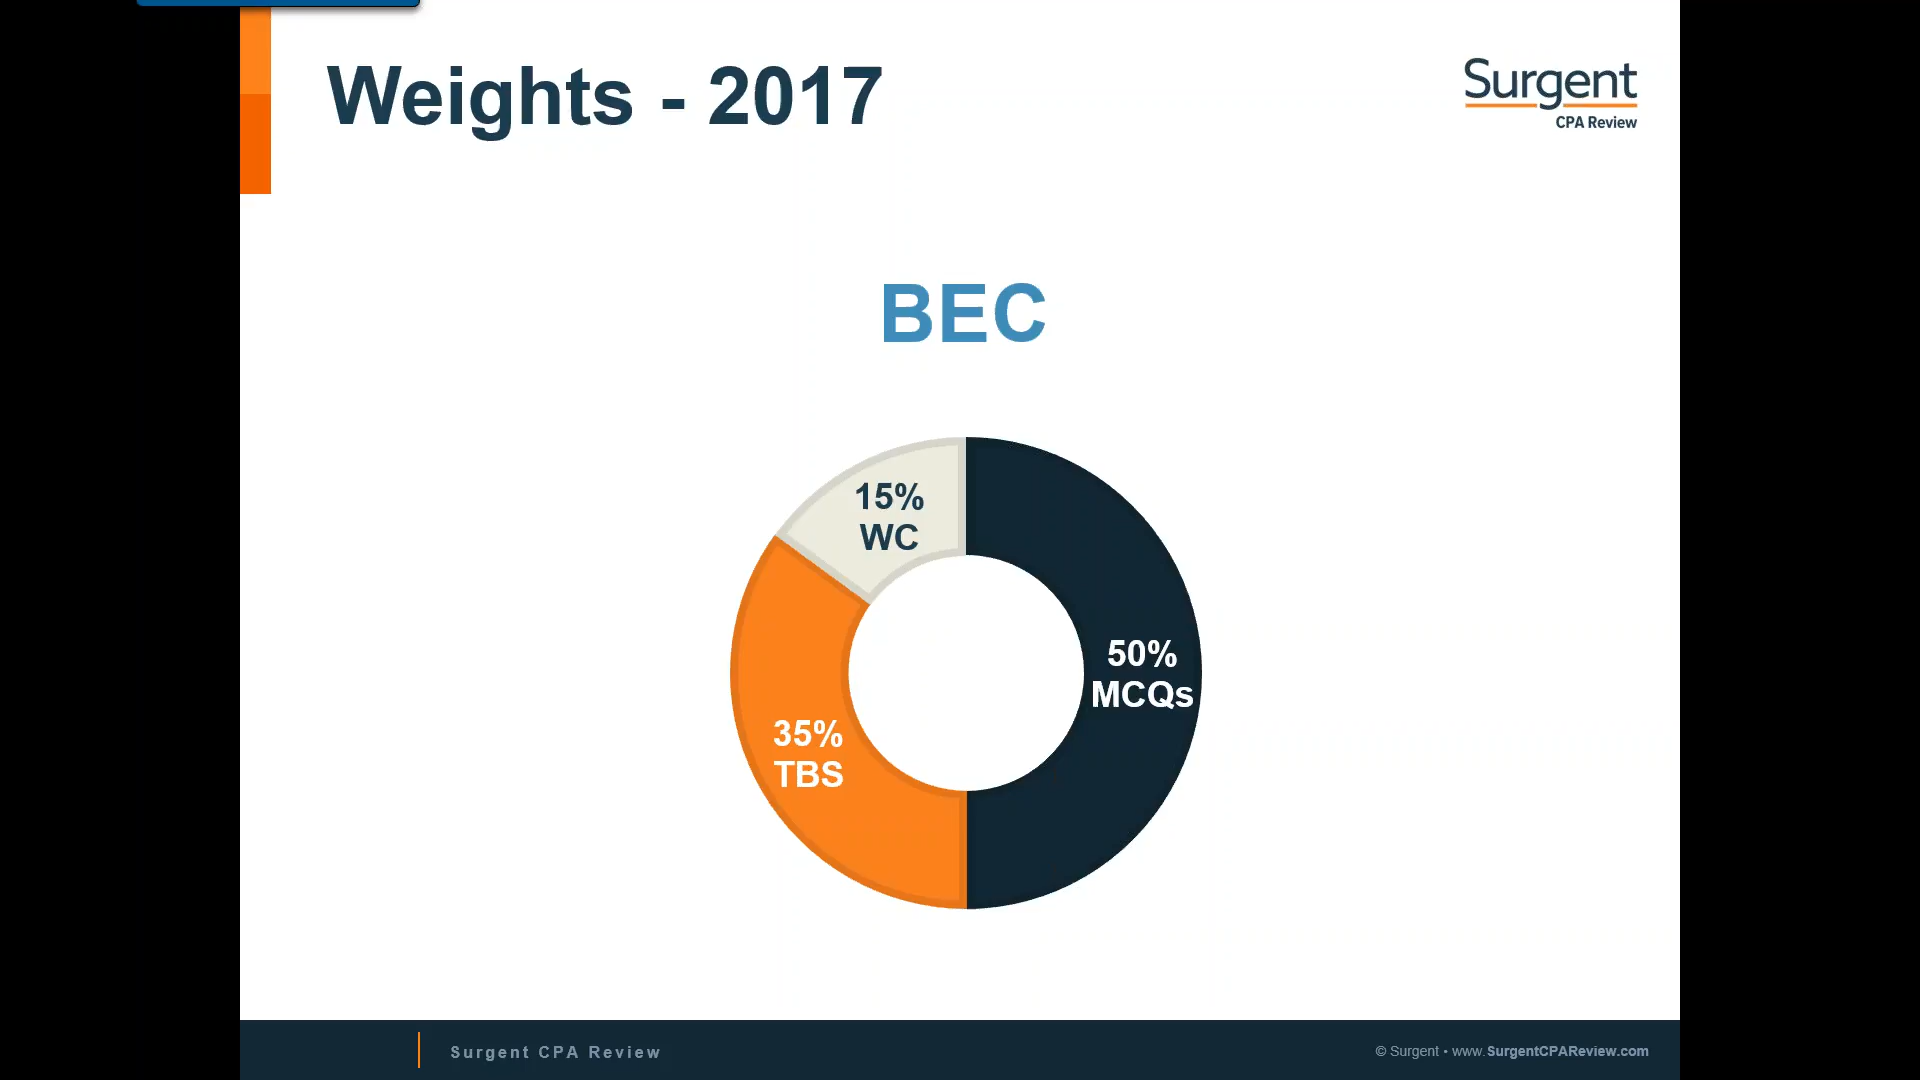 Weights - 2017
Surgent
CPA Review
BEC
15%
WC
50%
MCQs
35%
TBS
Surgent CPA Review
© Surgent • www.SurgentCPAReview.com